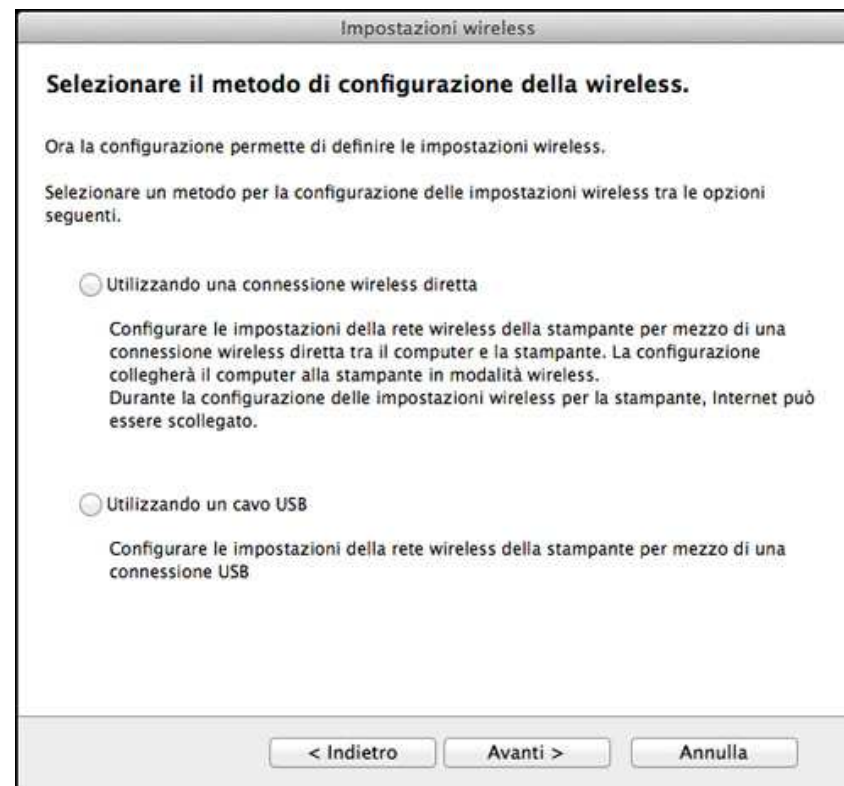 Impostazioni wireless
Selezionare il metodo di configurazione della wireless.
Ora la configurazione permette di definire le impostazioni wireless.
Selezionare un metodo per la configurazione delle impostazioni wireless tra le opzioni
seguenti.
Utilizzando una connessione wireless diretta
Configurare le impostazioni della rete wireless della stampante per mezzo di una
connessione wireless diretta tra il computer e la stampante. La configurazione
collegherà il computer alla stampante in modalità wireless.
Durante la configurazione delle impostazioni wireless per la stampante, Internet può
essere scollegato.
Utilizzando un cavo USB
Configurare le impostazioni della rete wireless della stampante per mezzo di una
connessione USB
< Indietro Avanti > Annulla